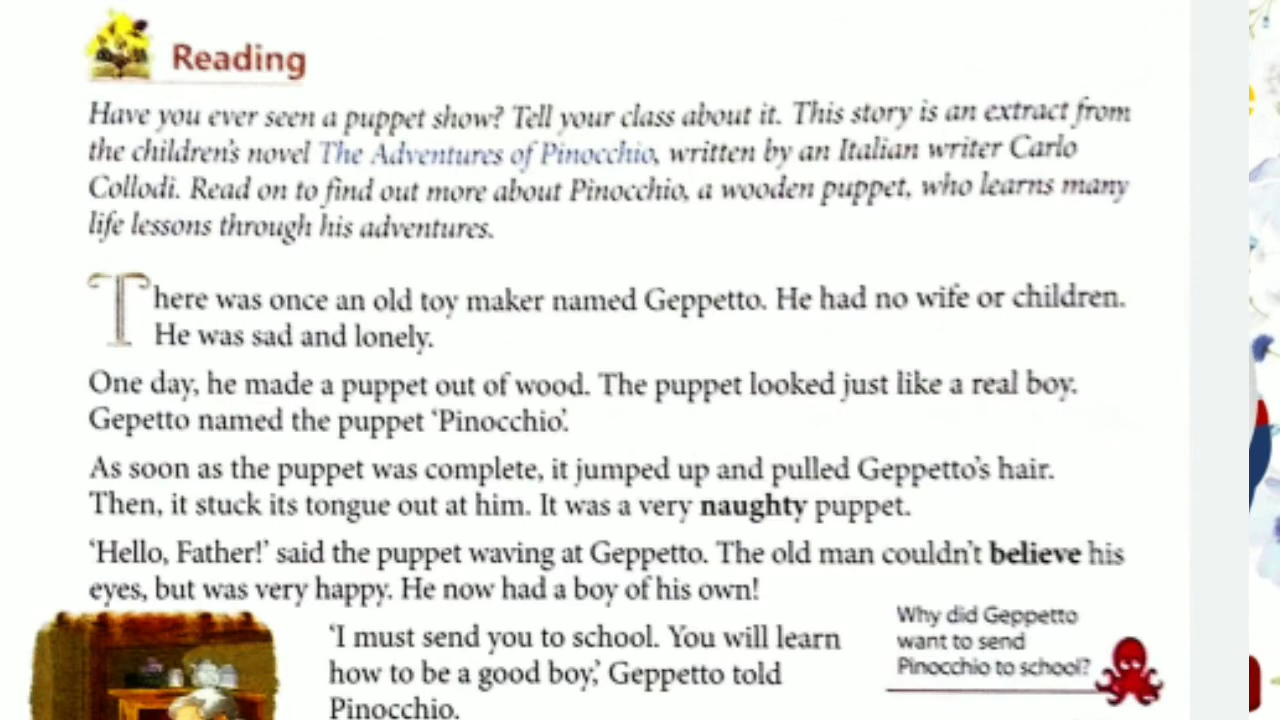 Reading
Have you ever seen a puppet show? Tell your class about it. This story is an extract from
the children's novel The Adventures of Pinocchio, written by an Italian writer Carlo
Collodi. Read on to find out more about Pinocchio, a wooden puppet, who learns many
life lessons through his adventures.
There was once an old toy maker named Geppetto. He had no wife or children.
He was sad and lonely.
One day, he made a puppet out of wood. The puppet looked just like a real boy.
Gepetto named the puppet 'Pinocchio'.
As soon as the puppet was complete, it jumped up and pulled Geppetto's hair.
Then, it stuck its tongue out at him. It was a very naughty puppet.
'Hello, Father!' said the puppet waving at Geppetto. The old man couldn't believe his
eyes, but was very happy. He now had a boy of his own!
'I must send you to school. You will learn
how to be a good boy,' Geppetto told
Pinocchio.
Why did Geppetto
want to send
Pinocchio to school?